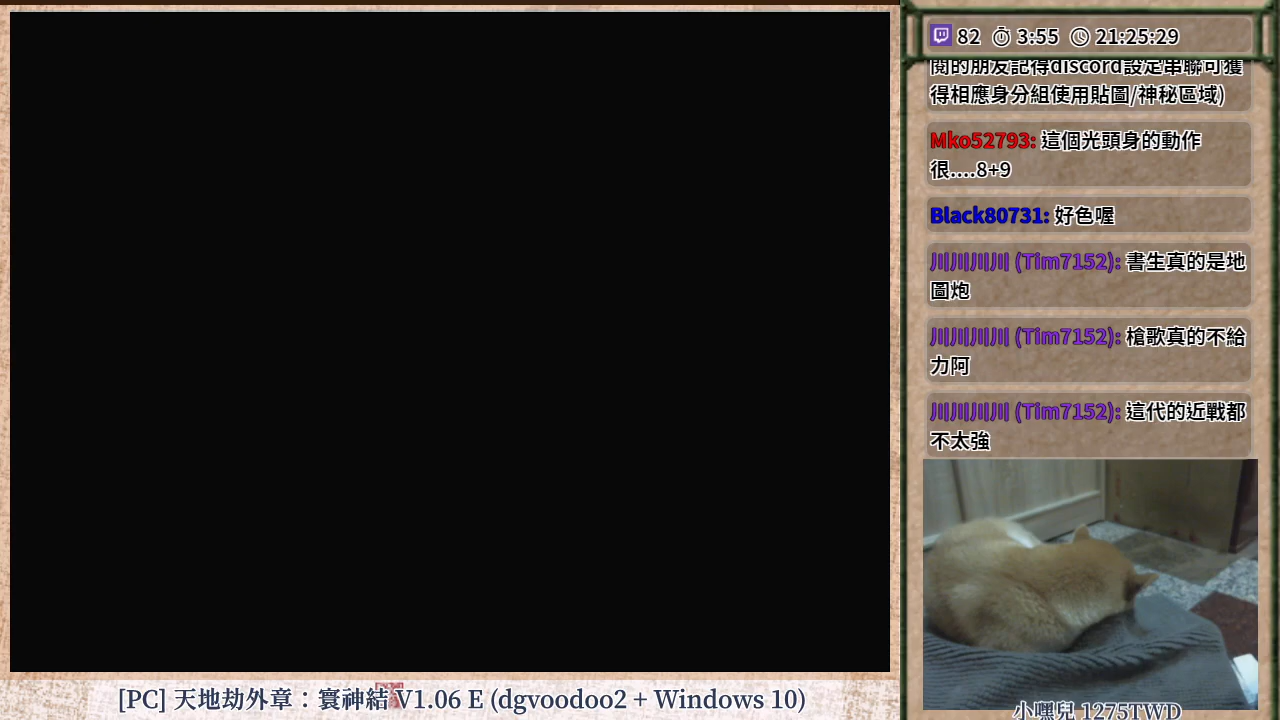 82 3:55 21:25:29
閱的朋友記得discord設定串聯可獲
得相應身分組使用貼圖/神秘區域)
Mko52793: 這個光頭身的動作
很....8+9
Black80731: 好色喔
川川川川 (Tim7152): 書生真的是地
圖炮
川川川川 (Tim7152): 槍歌真的不給
力阿
川川川川 (Tim7152): 這代的近戰都
不太強
小嘿兒 1275TWD
[PC] 天地劫外章：寰神結 V1.06 E (dgvoodoo2 + Windows 10)